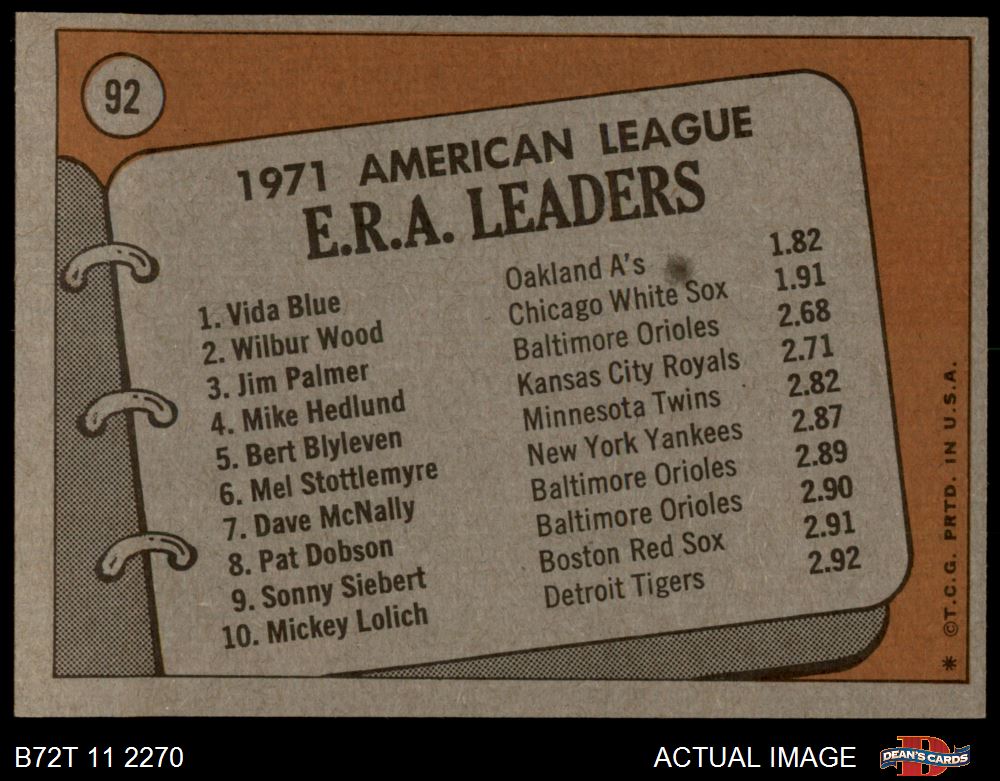 92
1971 AMERICAN LEAGUE
E.R.A. LEADERS
1. Vida Blue Oakland A's 1.82
2. Wilbur Wood Chicago White Sox 1.91
3. Jim Palmer Baltimore Orioles 2.68
4. Mike Hedlund Kansas City Royals 2.71
5. Bert Blyleven Minnesota Twins 2.82
6. Mel Stottlemyre New York Yankees 2.87
7. Dave McNally Baltimore Orioles 2.89
8. Pat Dobson Baltimore Orioles 2.90
9. Sonny Siebert Boston Red Sox 2.91
10. Mickey Lolich Detroit Tigers 2.92
* ©T.C.G. PRTD. IN U.S.A.
B72T 11 2270
ACTUAL IMAGE
DEAN'S CARDS